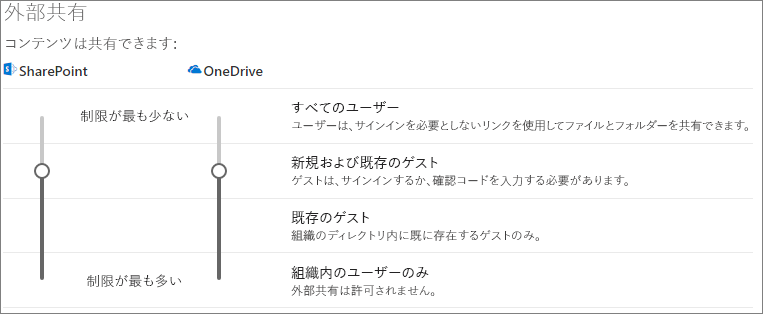 外部共有
コンテンツは共有できます:
SharePoint
OneDrive
制限が最も少ない
すべてのユーザー
ユーザーは、サインインを必要としないリンクを使用してファイルとフォルダーを共有できます。
新規および既存のゲスト
ゲストは、サインインするか、確認コードを入力する必要があります。
既存のゲスト
組織のディレクトリ内に既に存在するゲストのみ。
制限が最も多い
組織内のユーザーのみ
外部共有は許可されません。